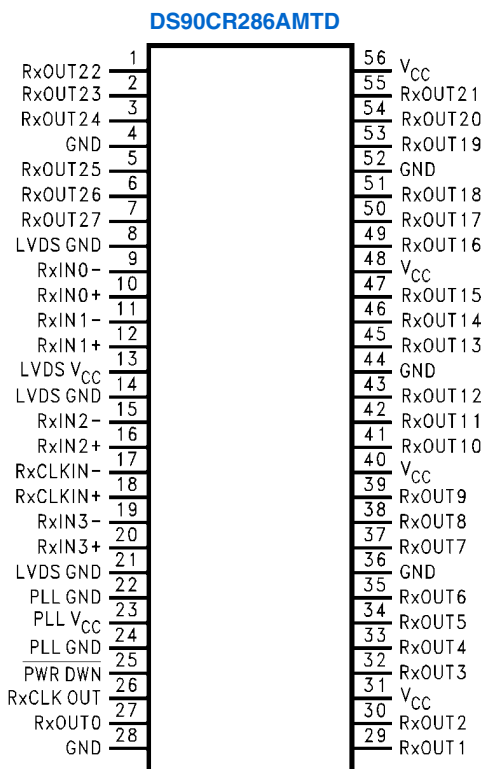 DS90CR286AMTD
RxOUT22 1
RxOUT23 2
RxOUT24 3
GND 4
RxOUT25 5
RxOUT26 6
RxOUT27 7
LVDS GND 8
RxIN0- 9
RxIN0+ 10
RxIN1- 11
RxIN1+ 12
LVDS VCC 13
LVDS GND 14
RxIN2- 15
RxIN2+ 16
RxCLKIN- 17
RxCLKIN+ 18
RxIN3- 19
RxIN3+ 20
LVDS GND 21
PLL GND 22
PLL VCC 23
PLL GND 24
PWR DWN 25
RxCLK OUT 26
RxOUT0 27
GND 28
56 VCC
55 RxOUT21
54 RxOUT20
53 RxOUT19
52 GND
51 RxOUT18
50 RxOUT17
49 RxOUT16
48 VCC
47 RxOUT15
46 RxOUT14
45 RxOUT13
44 GND
43 RxOUT12
42 RxOUT11
41 RxOUT10
40 VCC
39 RxOUT9
38 RxOUT8
37 RxOUT7
36 GND
35 RxOUT6
34 RxOUT5
33 RxOUT4
32 RxOUT3
31 VCC
30 RxOUT2
29 RxOUT1